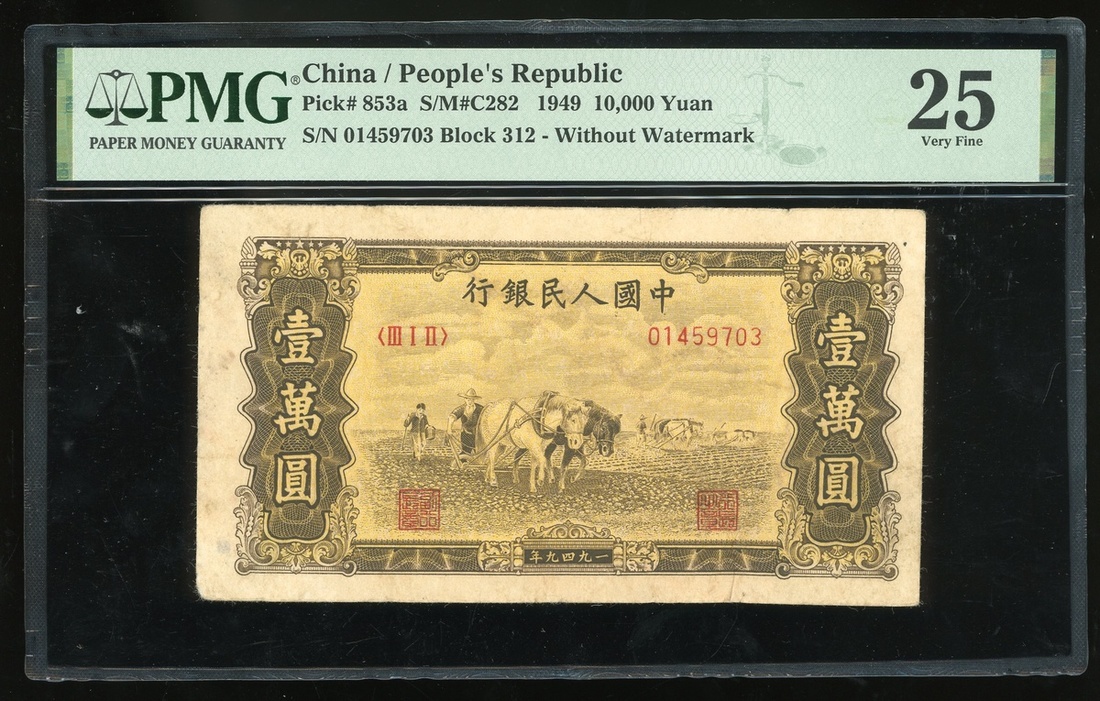 PMG®
PAPER MONEY GUARANTY
China / People's Republic
Pick# 853a S/M#C282 1949 10,000 Yuan
S/N 01459703 Block 312 - Without Watermark
25
Very Fine
行銀民人國中
〈III I II〉 01459703
壹萬圓
壹萬圓
年九四九一